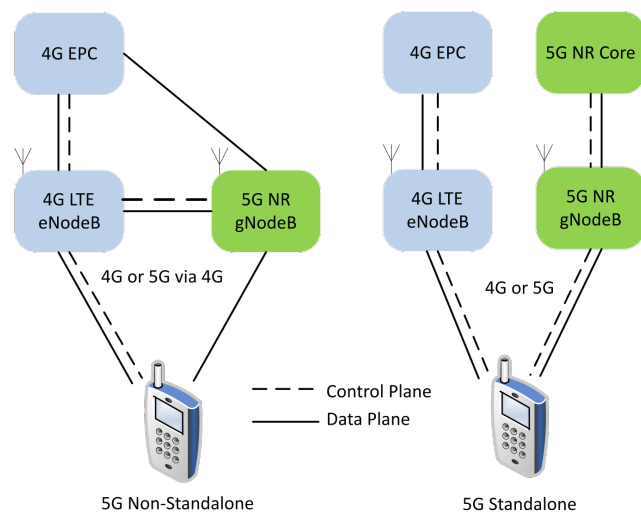 4G EPC
4G EPC
5G NR Core
4G LTE
eNodeB
5G NR
gNodeB
4G LTE
eNodeB
5G NR
gNodeB
4G or 5G via 4G
4G or 5G
Control Plane
Data Plane
5G Non-Standalone
5G Standalone